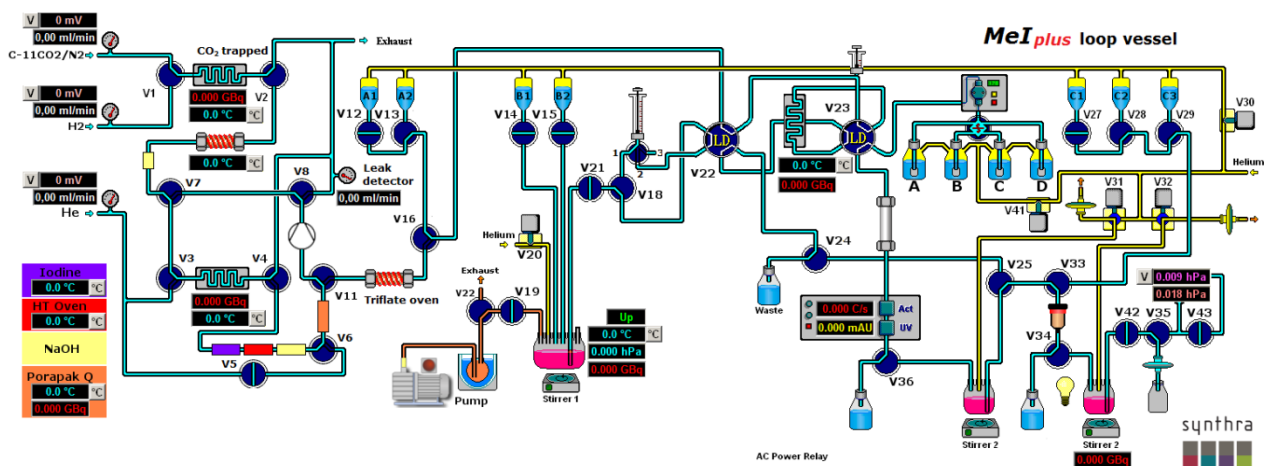 V 0 mV
0,00 ml/min
C-11CO2/N2
V 0 mV
0,00 ml/min
H2
V 0 mV
0,00 ml/min
He
CO2 trapped
Exhaust
V1
V2
0.000 GBq
0.0 °C °C
0.0 °C °C
V7
V8
Leak
detector
0,00 ml/min
V3
V4
0.000 GBq
0.0 °C °C
V11
V6
V5
Iodine
0.0 °C
HT Oven
0.0 °C
NaOH
Porapak Q
0.0 °C °C
0.000 GBq
A1
A2
V12
V13
V16
Triflate oven
B1
B2
V14
V15
Helium
V20
Exhaust
V22
V19
Pump
Up
0.0 °C °C
0.000 hPa
0.000 GBq
Stirrer 1
V21
V18
1
2
3
LD
V22
V23
LD
0.0 °C °C
0.000 GBq
MeI plus loop vessel
A
B
C
D
C1
C2
C3
V27
V28
V29
V30
Helium
V41
V31
V32
V24
Waste
0.000 C/s Act
0.000 mAU UV
V36
V25
V33
V34
Stirrer 2
Stirrer 2
0.000 GBq
V 0.009 hPa
0.018 hPa
V42
V35
V43
AC Power Relay
synthra